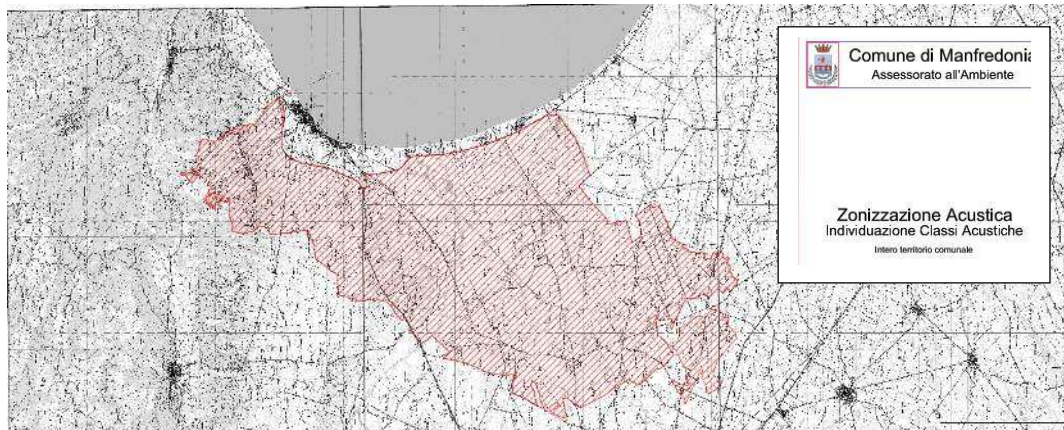 Comune di Manfredonia
Assessorato all'Ambiente
Zonizzazione Acustica
Individuazione Classi Acustiche
Intero territorio comunale